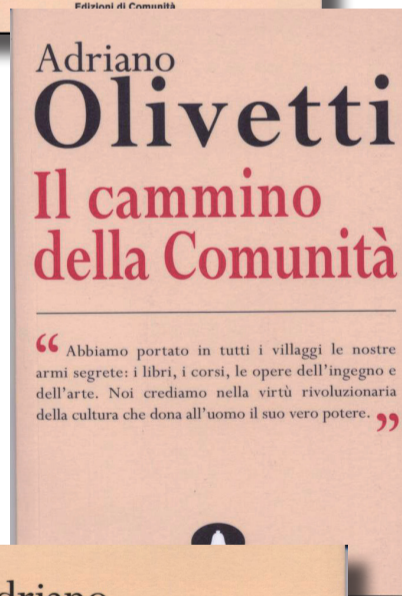 Edizioni di Comunità
Adriano
Olivetti
Il cammino
della Comunità
“ Abbiamo portato in tutti i villaggi le nostre
armi segrete: i libri, i corsi, le opere dell'ingegno e
dell'arte. Noi crediamo nella virtù rivoluzionaria
della cultura che dona all'uomo il suo vero potere. ”